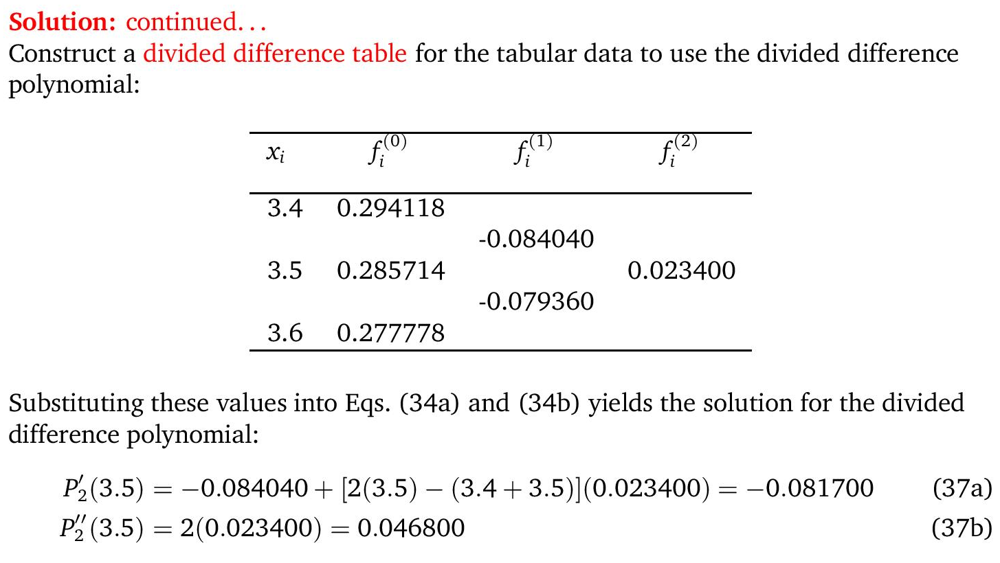 Solution: continued...
Construct a divided difference table for the tabular data to use the divided difference
polynomial:
x_i f_i^{(0)} f_i^{(1)} f_i^{(2)}
3.4 0.294118
-0.084040
3.5 0.285714 0.023400
-0.079360
3.6 0.277778
Substituting these values into Eqs. (34a) and (34b) yields the solution for the divided
difference polynomial:
P_2'(3.5) = −0.084040 + [2(3.5) − (3.4 + 3.5)](0.023400) = −0.081700 (37a)
P_2''(3.5) = 2(0.023400) = 0.046800 (37b)